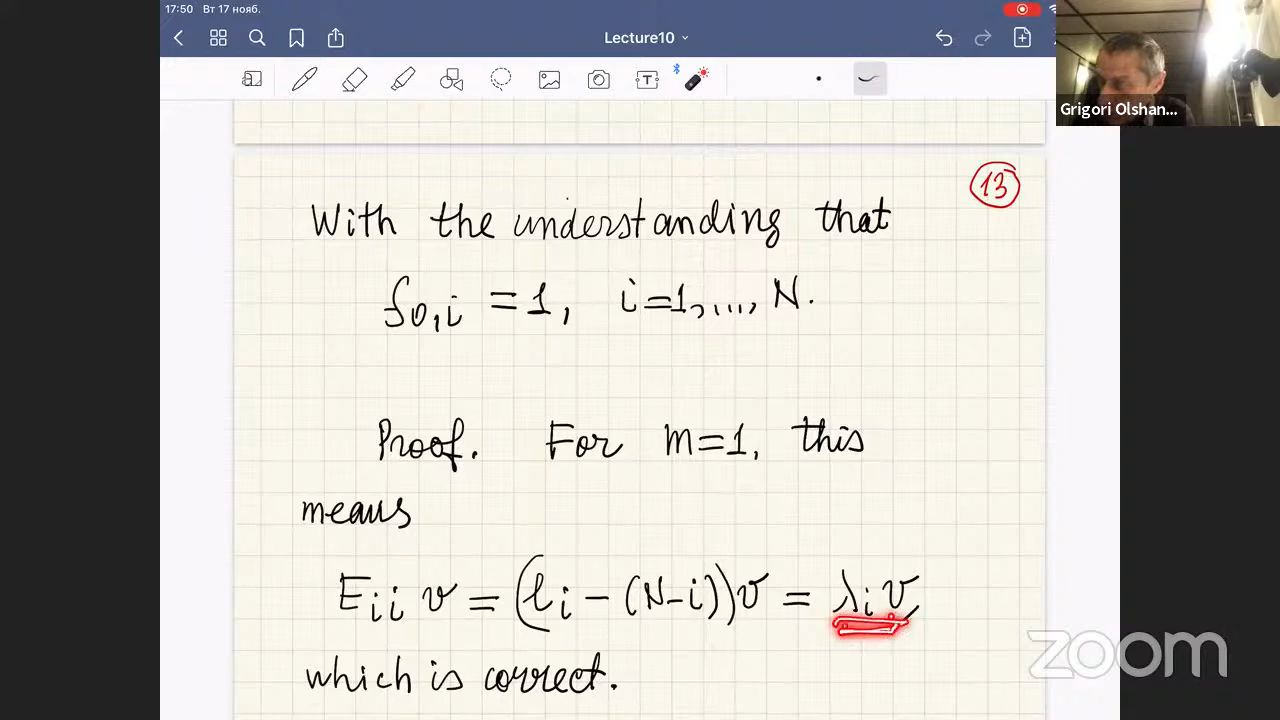 17:50 Вт 17 нояб.
Lecture10
Grigori Olshan...
13
With the understanding that
f0,i = 1, i=1,...,N.
Proof. For m=1, this
means
Eii v = (li - (N-i))v = λi v,
which is correct.
zoom